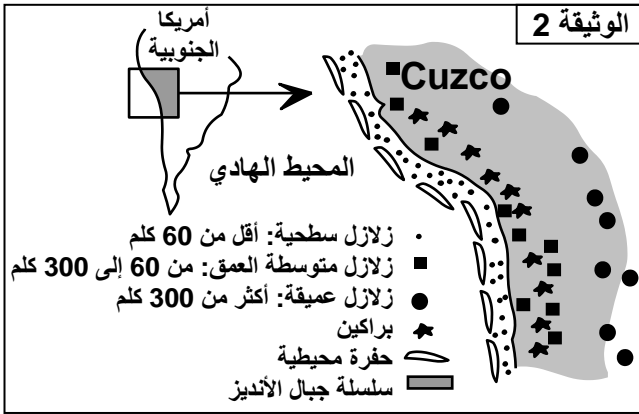 الوثيقة 2
أمريكا
الجنوبية
Cuzco
المحيط الهادي
زلازل سطحية: أقل من 60 كلم
زلازل متوسطة العمق: من 60 إلى 300 كلم
زلازل عميقة: أكثر من 300 كلم
براكين
حفرة محيطية
سلسلة جبال الأنديز